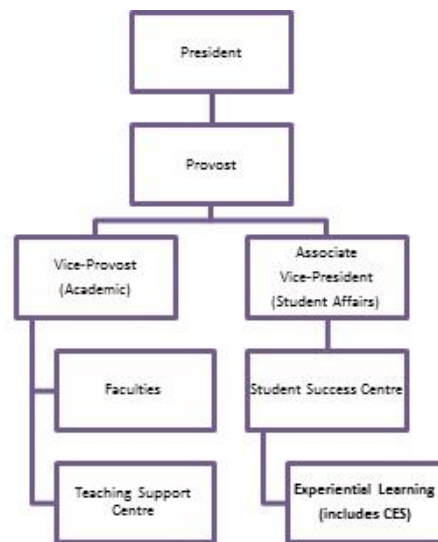 President
Provost
Vice-Provost
(Academic)
Associate
Vice-President
(Student Affairs)
Faculties
Student Success Centre
Teaching Support
Centre
Experiential Learning
(includes CES)